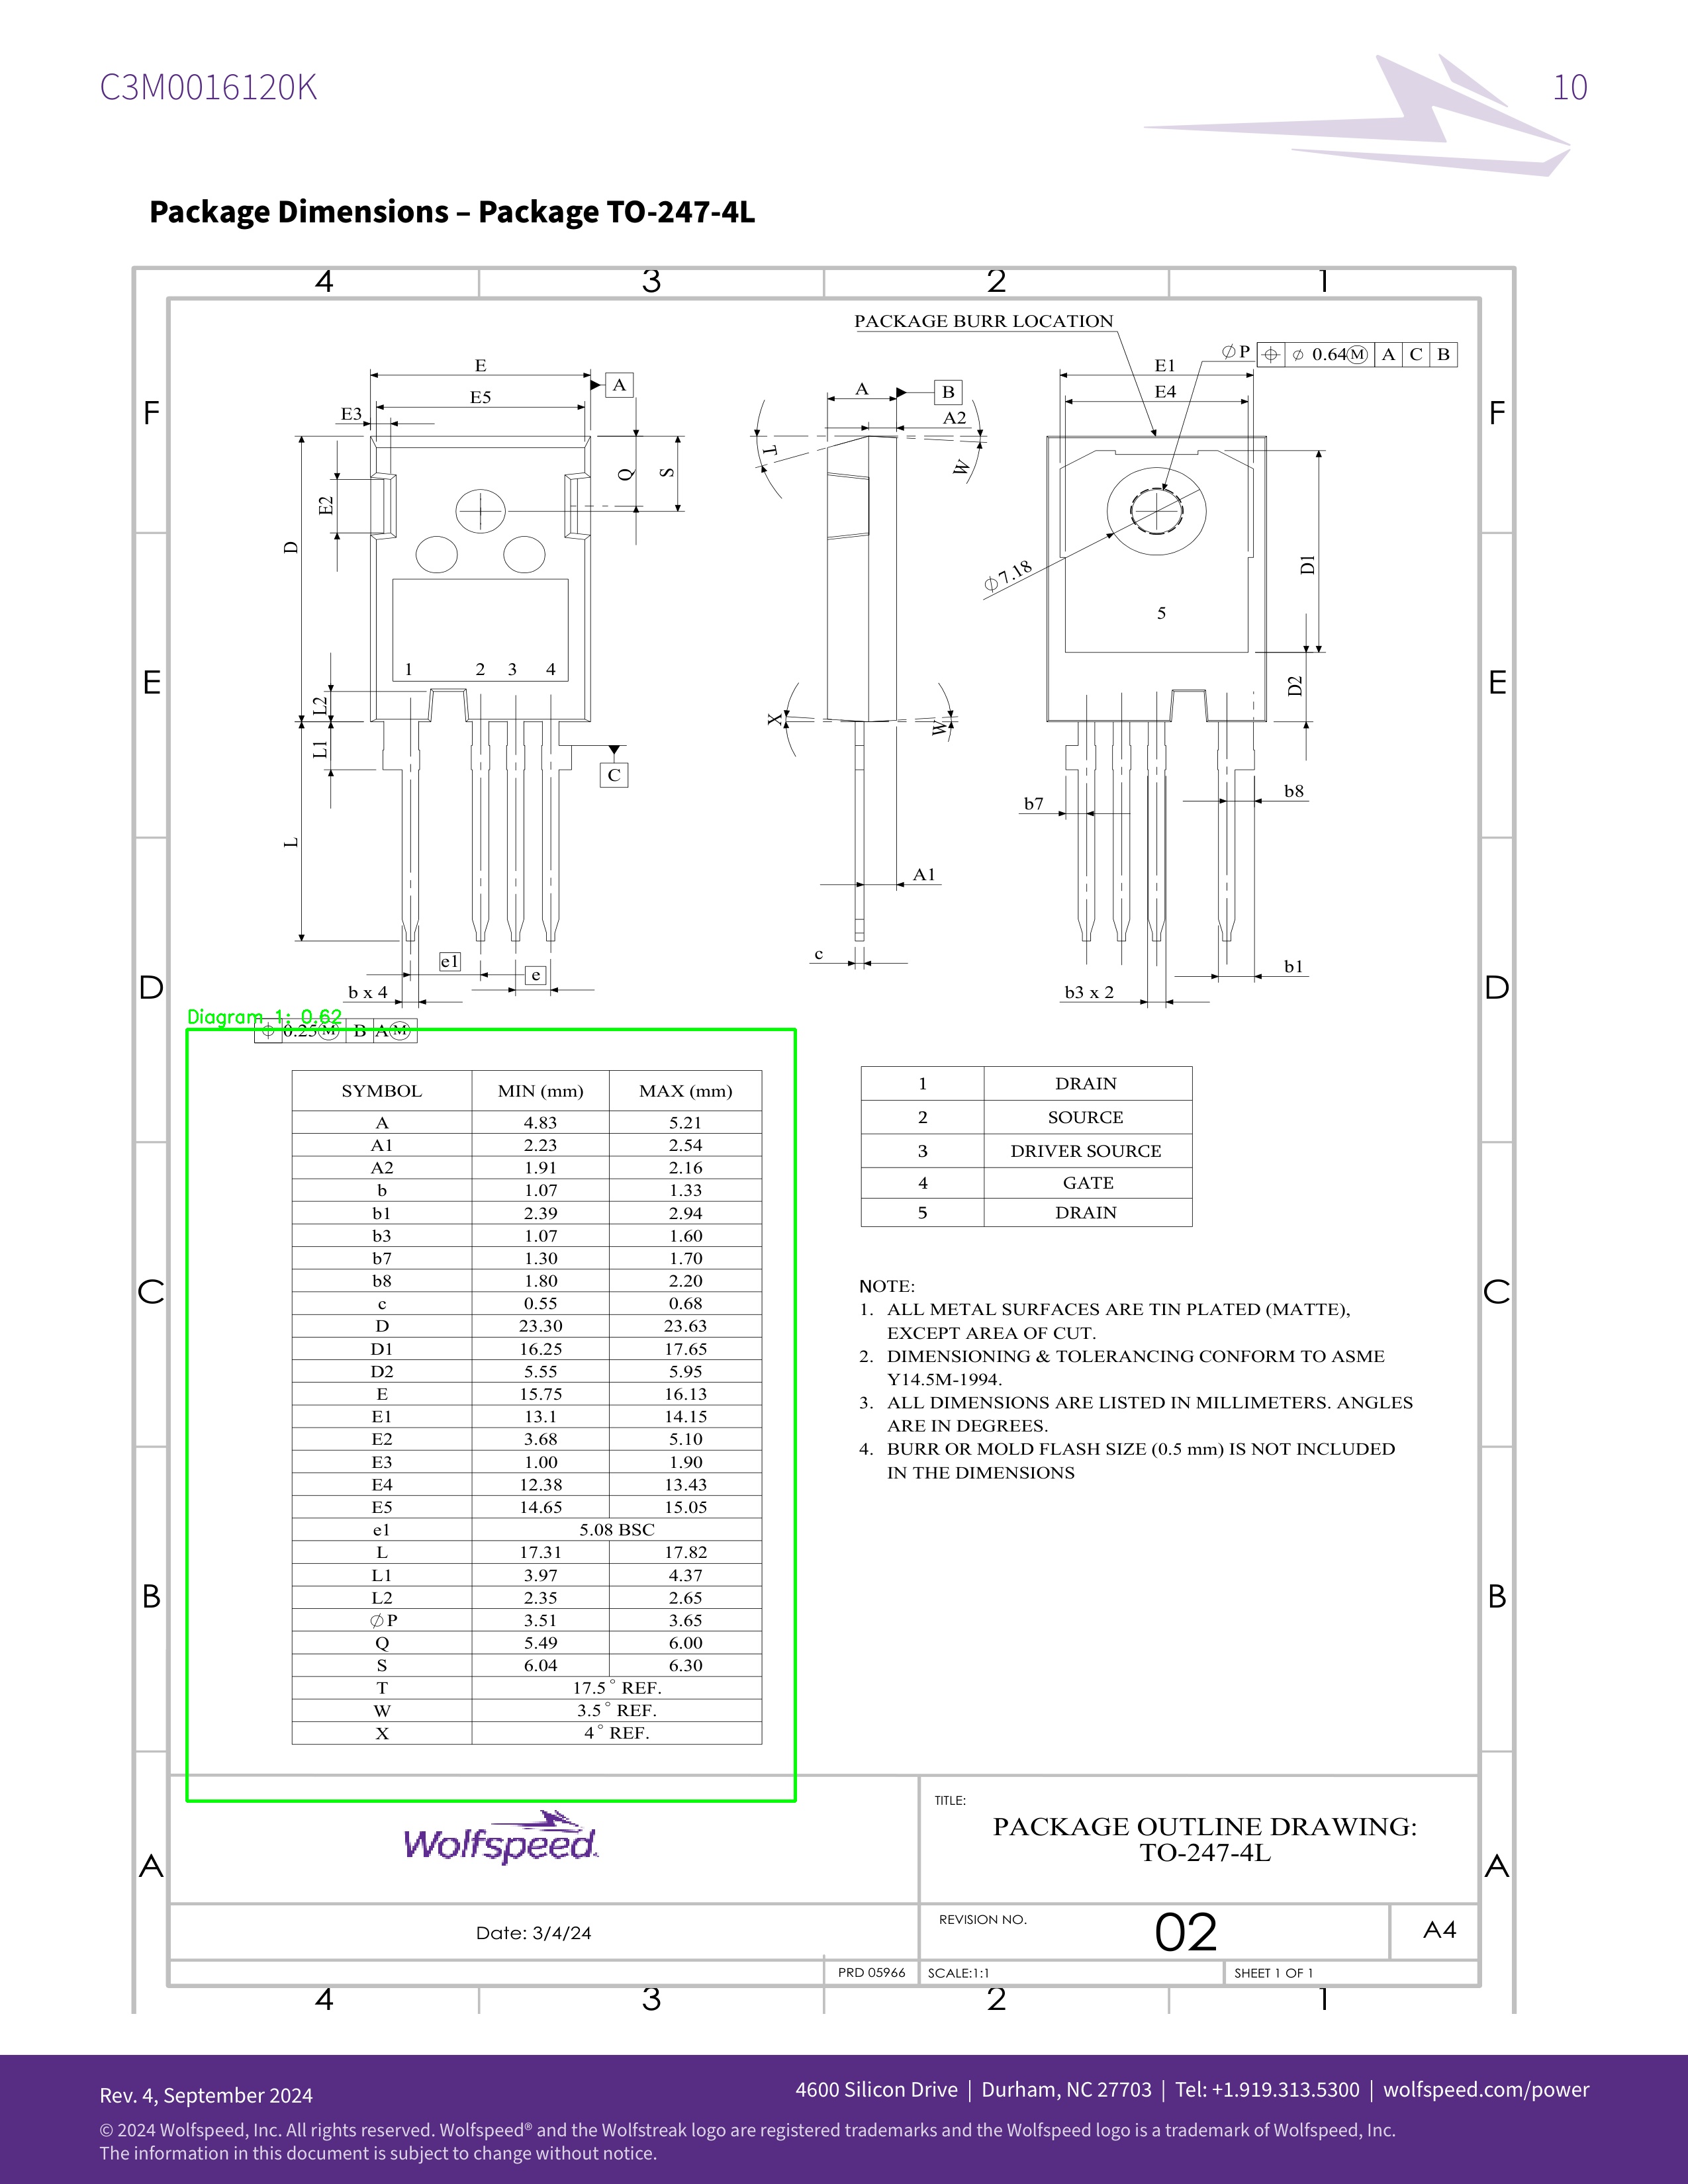 C3M0016120K
10
Package Dimensions – Package TO-247-4L
4 3 2 1
PACKAGE BURR LOCATION
⌀P ⌖ ⌀ 0.64Ⓜ A C B
E
A
E5
E3
A
B
A2
E1
E4
F
F
T
W
Q
S
E2
D
⌀7.18
D1
5
1 2 3 4
E
E
L2
D2
X
W
L1
C
b7
b8
L
A1
c
e1
e
b1
D
D
b x 4
b3 x 2
Diagram 1: 0.62
⌖ 0.25Ⓜ B AⓂ
SYMBOL MIN (mm) MAX (mm)
A 4.83 5.21
A1 2.23 2.54
A2 1.91 2.16
b 1.07 1.33
b1 2.39 2.94
b3 1.07 1.60
b7 1.30 1.70
b8 1.80 2.20
c 0.55 0.68
D 23.30 23.63
D1 16.25 17.65
D2 5.55 5.95
E 15.75 16.13
E1 13.1 14.15
E2 3.68 5.10
E3 1.00 1.90
E4 12.38 13.43
E5 14.65 15.05
e1 5.08 BSC
L 17.31 17.82
L1 3.97 4.37
L2 2.35 2.65
⌀P 3.51 3.65
Q 5.49 6.00
S 6.04 6.30
T 17.5° REF.
W 3.5° REF.
X 4° REF.
1 DRAIN
2 SOURCE
3 DRIVER SOURCE
4 GATE
5 DRAIN
C
C
NOTE:
1. ALL METAL SURFACES ARE TIN PLATED (MATTE),
EXCEPT AREA OF CUT.
2. DIMENSIONING & TOLERANCING CONFORM TO ASME
Y14.5M-1994.
3. ALL DIMENSIONS ARE LISTED IN MILLIMETERS. ANGLES
ARE IN DEGREES.
4. BURR OR MOLD FLASH SIZE (0.5 mm) IS NOT INCLUDED
IN THE DIMENSIONS
B
B
Wolfspeed.
TITLE:
PACKAGE OUTLINE DRAWING:
TO-247-4L
A
A
Date: 3/4/24
REVISION NO.
02
A4
PRD 05966
SCALE:1:1
SHEET 1 OF 1
4 3 2 1
Rev. 4, September 2024
4600 Silicon Drive | Durham, NC 27703 | Tel: +1.919.313.5300 | wolfspeed.com/power
© 2024 Wolfspeed, Inc. All rights reserved. Wolfspeed® and the Wolfstreak logo are registered trademarks and the Wolfspeed logo is a trademark of Wolfspeed, Inc.
The information in this document is subject to change without notice.